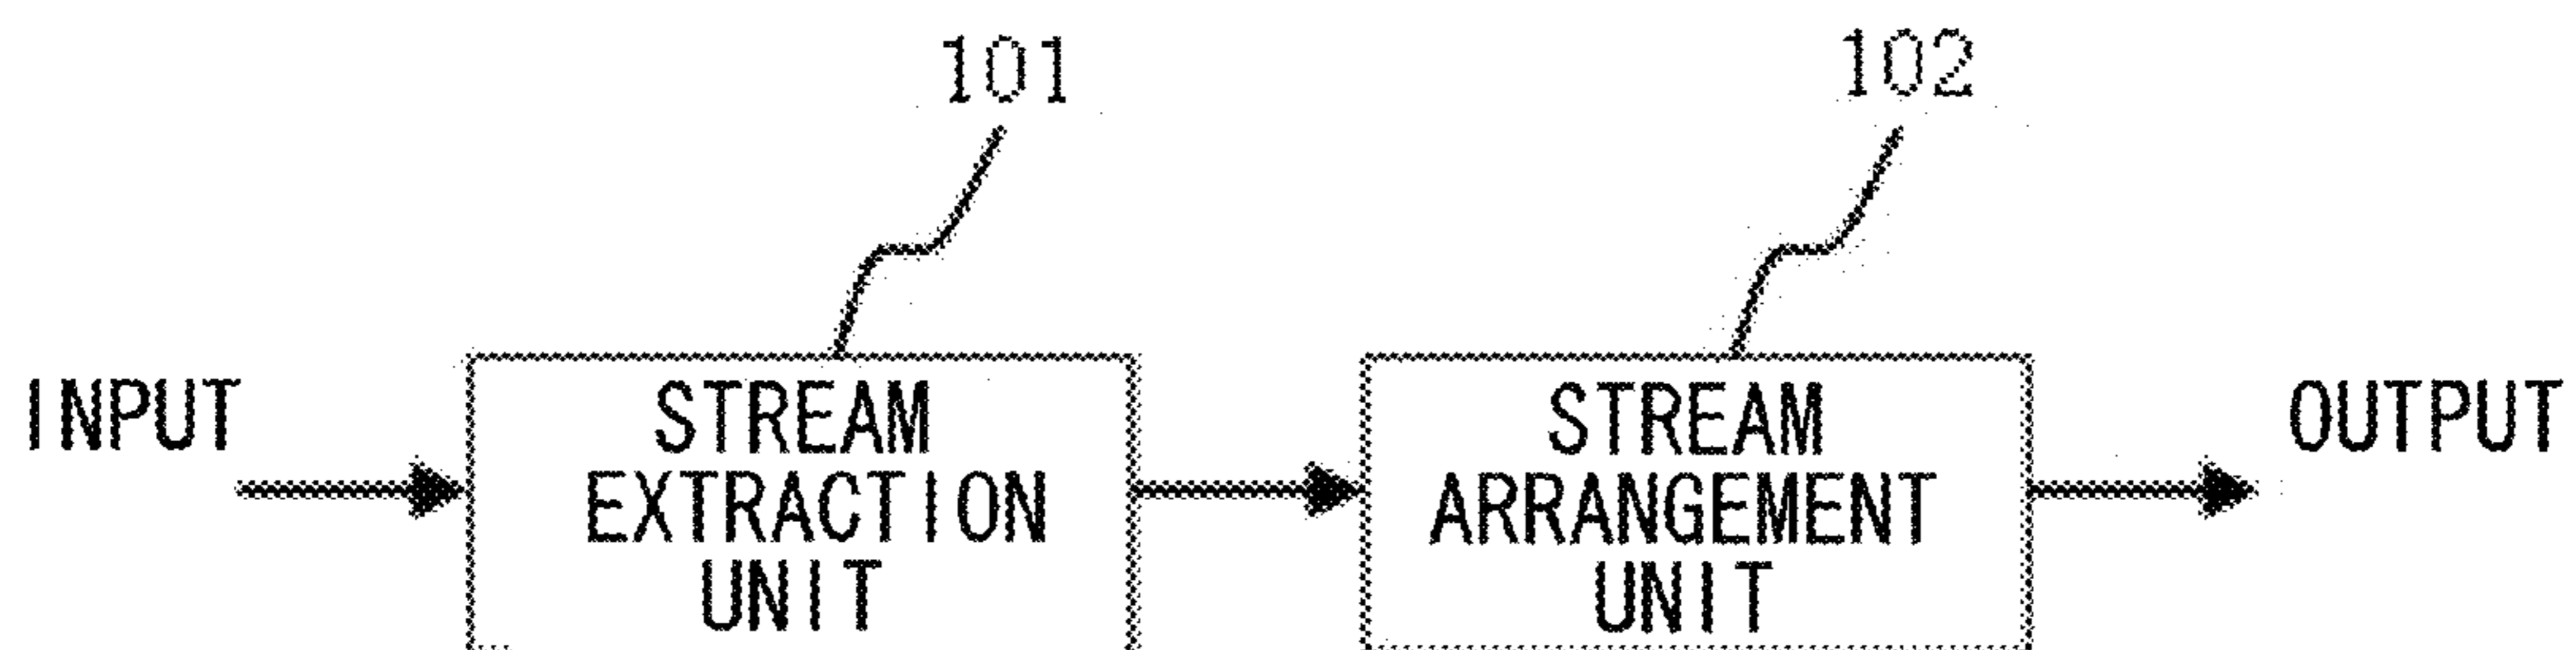 101
102
INPUT
STREAM
EXTRACTION
UNIT
STREAM
ARRANGEMENT
UNIT
OUTPUT